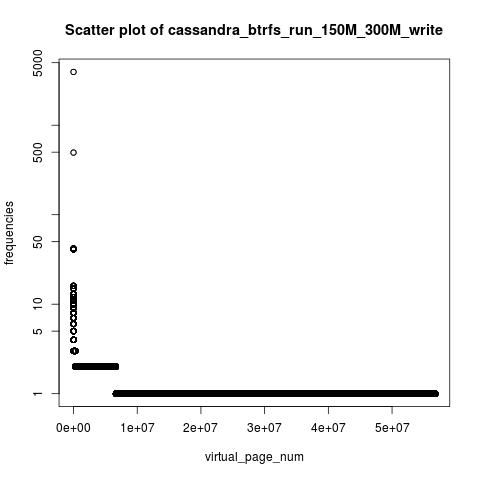 Scatter plot of cassandra_btrfs_run_150M_300M_write
frequencies
5000
500
50
10
5
1
0e+00 1e+07 2e+07 3e+07 4e+07 5e+07
virtual_page_num